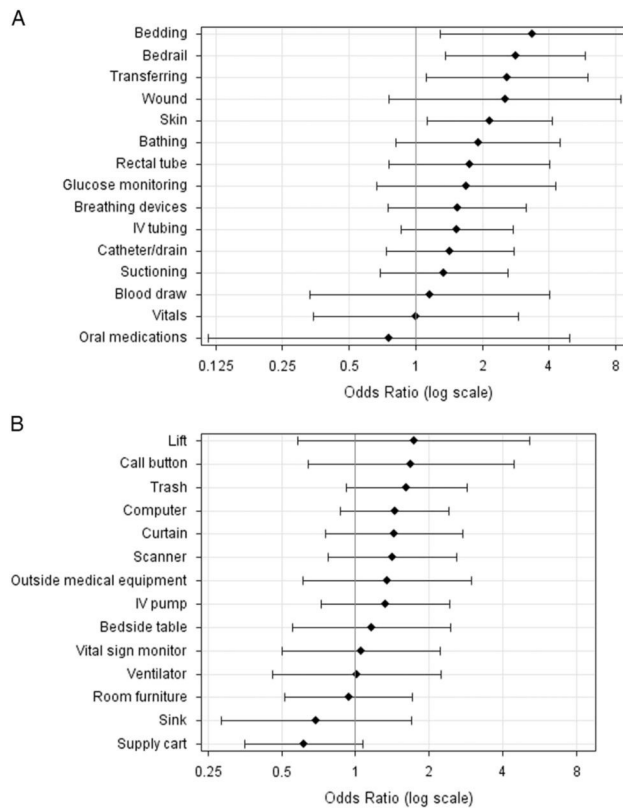 A
Bedding
Bedrail
Transferring
Wound
Skin
Bathing
Rectal tube
Glucose monitoring
Breathing devices
IV tubing
Catheter/drain
Suctioning
Blood draw
Vitals
Oral medications
0.125 0.25 0.5 1 2 4 8
Odds Ratio (log scale)
B
Lift
Call button
Trash
Computer
Curtain
Scanner
Outside medical equipment
IV pump
Bedside table
Vital sign monitor
Ventilator
Room furniture
Sink
Supply cart
0.25 0.5 1 2 4 8
Odds Ratio (log scale)